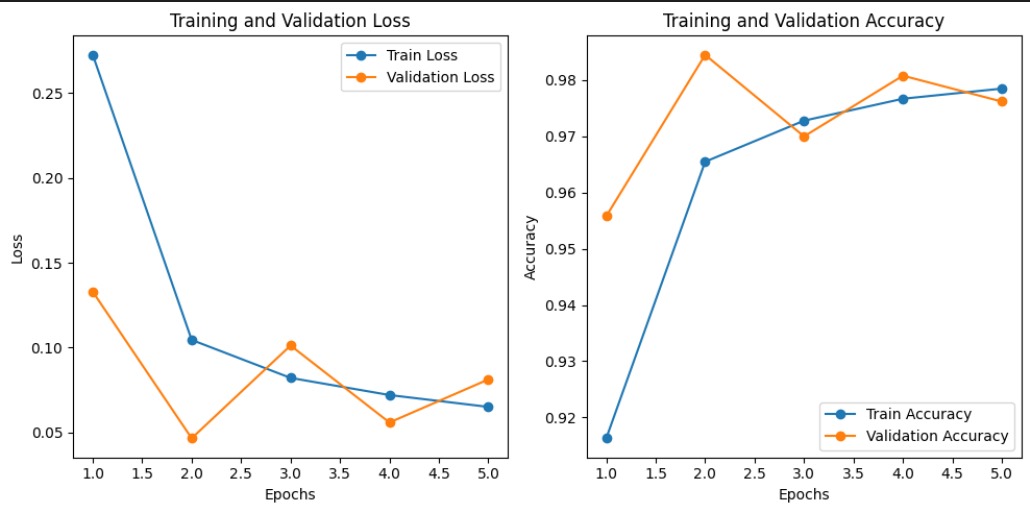 Training and Validation Loss
Train Loss
Validation Loss
0.25
0.20
0.15
0.10
0.05
Loss
1.0 1.5 2.0 2.5 3.0 3.5 4.0 4.5 5.0
Epochs
Training and Validation Accuracy
0.98
0.97
0.96
0.95
0.94
0.93
0.92
Accuracy
Train Accuracy
Validation Accuracy
1.0 1.5 2.0 2.5 3.0 3.5 4.0 4.5 5.0
Epochs